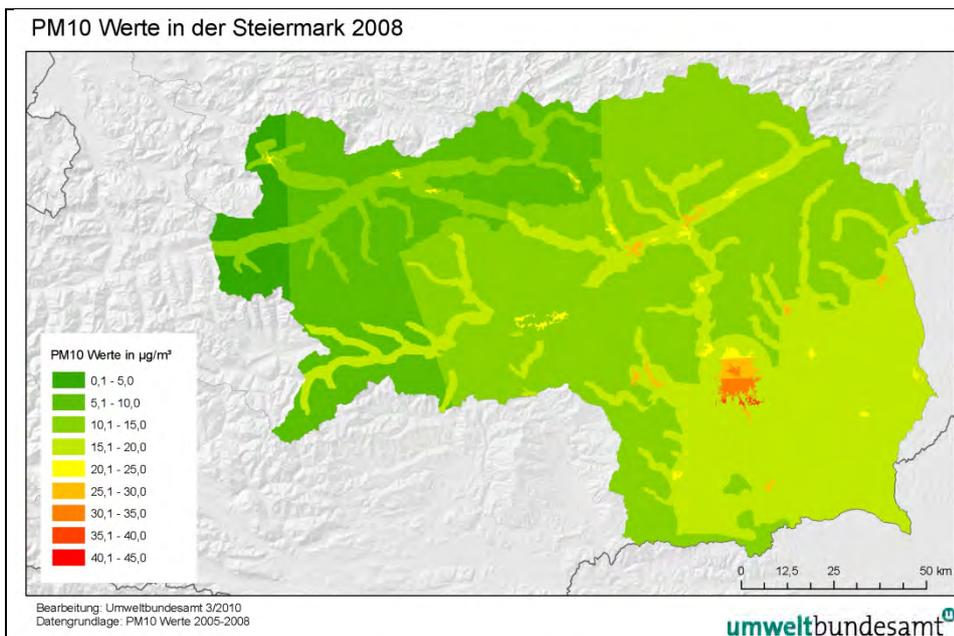 PM10 Werte in der Steiermark 2008
PM10 Werte in µg/m³
0,1 - 5,0
5,1 - 10,0
10,1 - 15,0
15,1 - 20,0
20,1 - 25,0
25,1 - 30,0
30,1 - 35,0
35,1 - 40,0
40,1 - 45,0
0 12,5 25 50 km
Bearbeitung: Umweltbundesamt 3/2010
Datengrundlage: PM10 Werte 2005-2008
umweltbundesamt